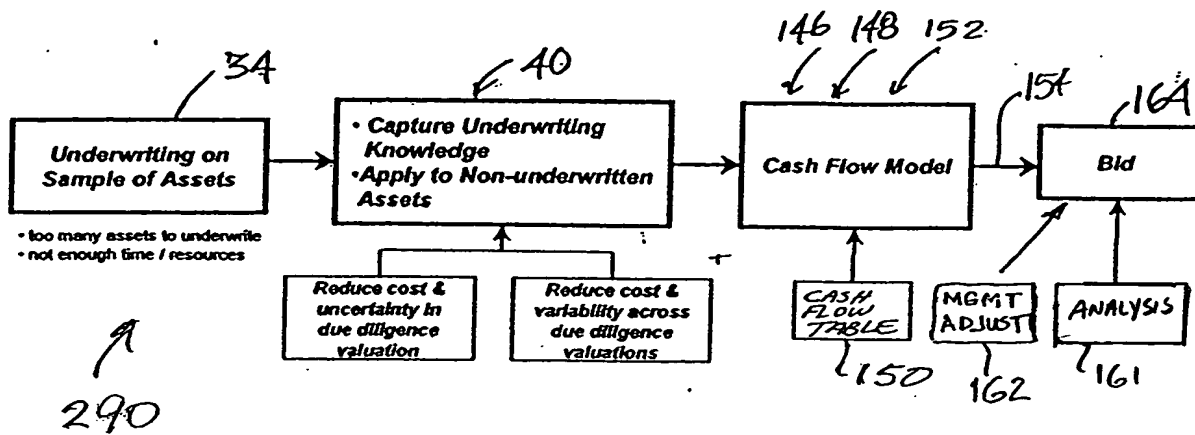 34
40
146 148 152
154
164
Underwriting on
Sample of Assets
• Capture Underwriting
Knowledge
• Apply to Non-underwritten
Assets
Cash Flow Model
Bid
• too many assets to underwrite
• not enough time / resources
Reduce cost &
uncertainty in
due diligence
valuation
Reduce cost &
variability across
due diligence
valuations
CASH
FLOW
TABLE
MGMT
ADJUST
ANALYSIS
150
162
161
290